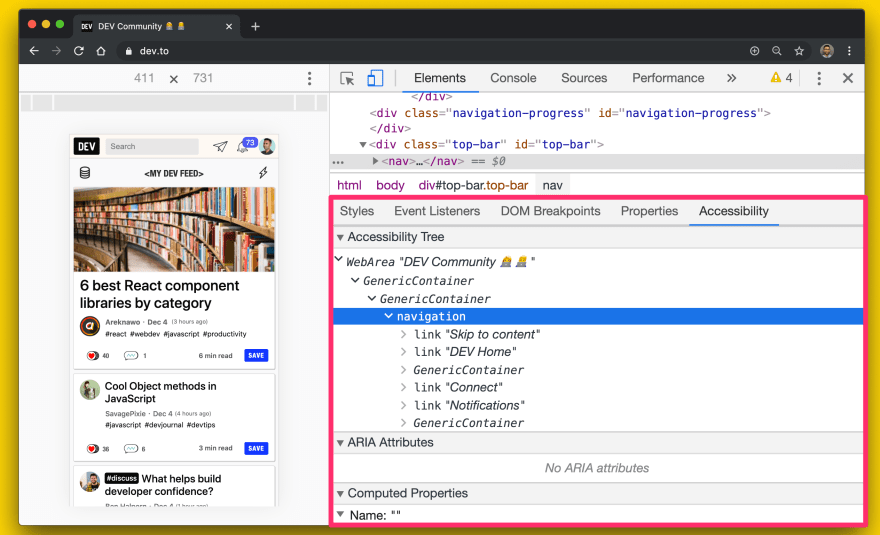 DEV DEV Community 👩‍💻👨‍💻 × +
dev.to
411 × 731
Elements Console Sources Performance » 4
</div>
<div class="navigation-progress" id="navigation-progress">
</div>
▼<div class="top-bar" id="top-bar">
… ▶<nav>…</nav> == $0
html body div#top-bar.top-bar nav
DEV Search 73
<MY DEV FEED>
6 best React component
libraries by category
Areknawo · Dec 4 (3 hours ago)
#react #webdev #javascript #productivity
40 1 6 min read SAVE
Cool Object methods in
JavaScript
SavagePixie · Dec 4 (4 hours ago)
#javascript #devjournal #devtips
36 6 3 min read SAVE
#discuss What helps build
developer confidence?
Styles Event Listeners DOM Breakpoints Properties Accessibility
▼ Accessibility Tree
WebArea "DEV Community 👩‍💻👨‍💻 "
GenericContainer
GenericContainer
navigation
link "Skip to content"
link "DEV Home"
GenericContainer
link "Connect"
link "Notifications"
GenericContainer
▼ ARIA Attributes
No ARIA attributes
▼ Computed Properties
▼ Name: ""